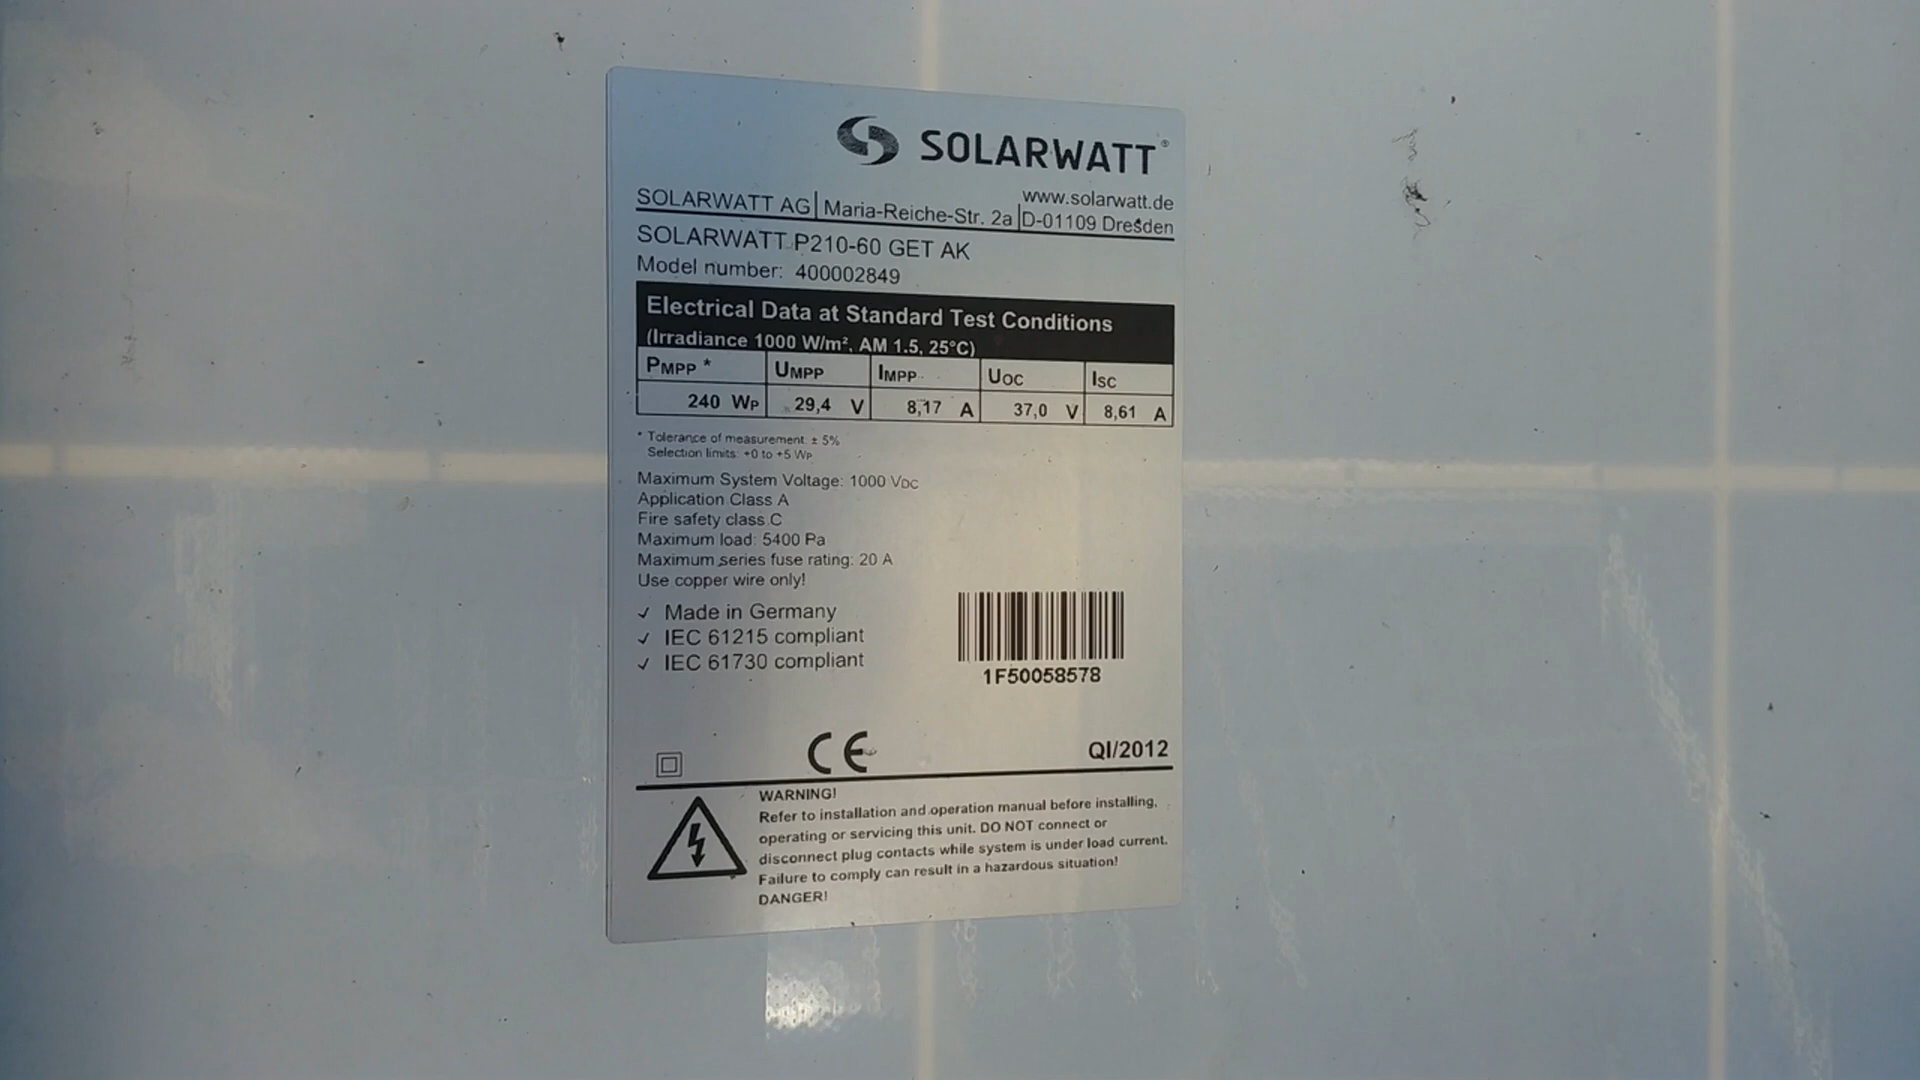 SOLARWATT®
www.solarwatt.de
SOLARWATT AG | Maria-Reiche-Str. 2a | D-01109 Dresden
SOLARWATT P210-60 GET AK
Model number: 400002849
Electrical Data at Standard Test Conditions
(Irradiance 1000 W/m², AM 1.5, 25°C)
PMPP * UMPP IMPP UOC ISC
240 WP 29,4 V 8,17 A 37,0 V 8,61 A
* Tolerance of measurement ± 5%
Selection limits: +0 to +5 WP
Maximum System Voltage: 1000 VDC
Application Class A
Fire safety class C
Maximum load: 5400 Pa
Maximum series fuse rating: 20 A
Use copper wire only!
✓ Made in Germany
✓ IEC 61215 compliant
✓ IEC 61730 compliant
1F50058578
CE
QI/2012
WARNING!
Refer to installation and operation manual before installing,
operating or servicing this unit. DO NOT connect or
disconnect plug contacts while system is under load current.
Failure to comply can result in a hazardous situation!
DANGER!